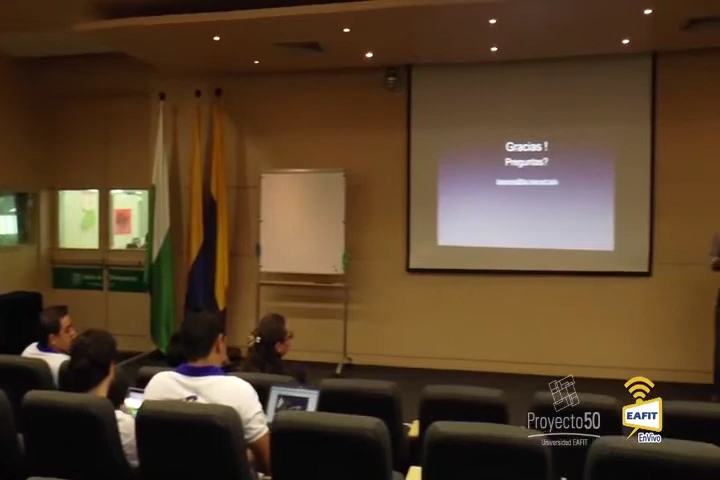 Gracias !
Preguntas?
Proyecto50
Universidad EAFIT
EAFIT
EnVivo